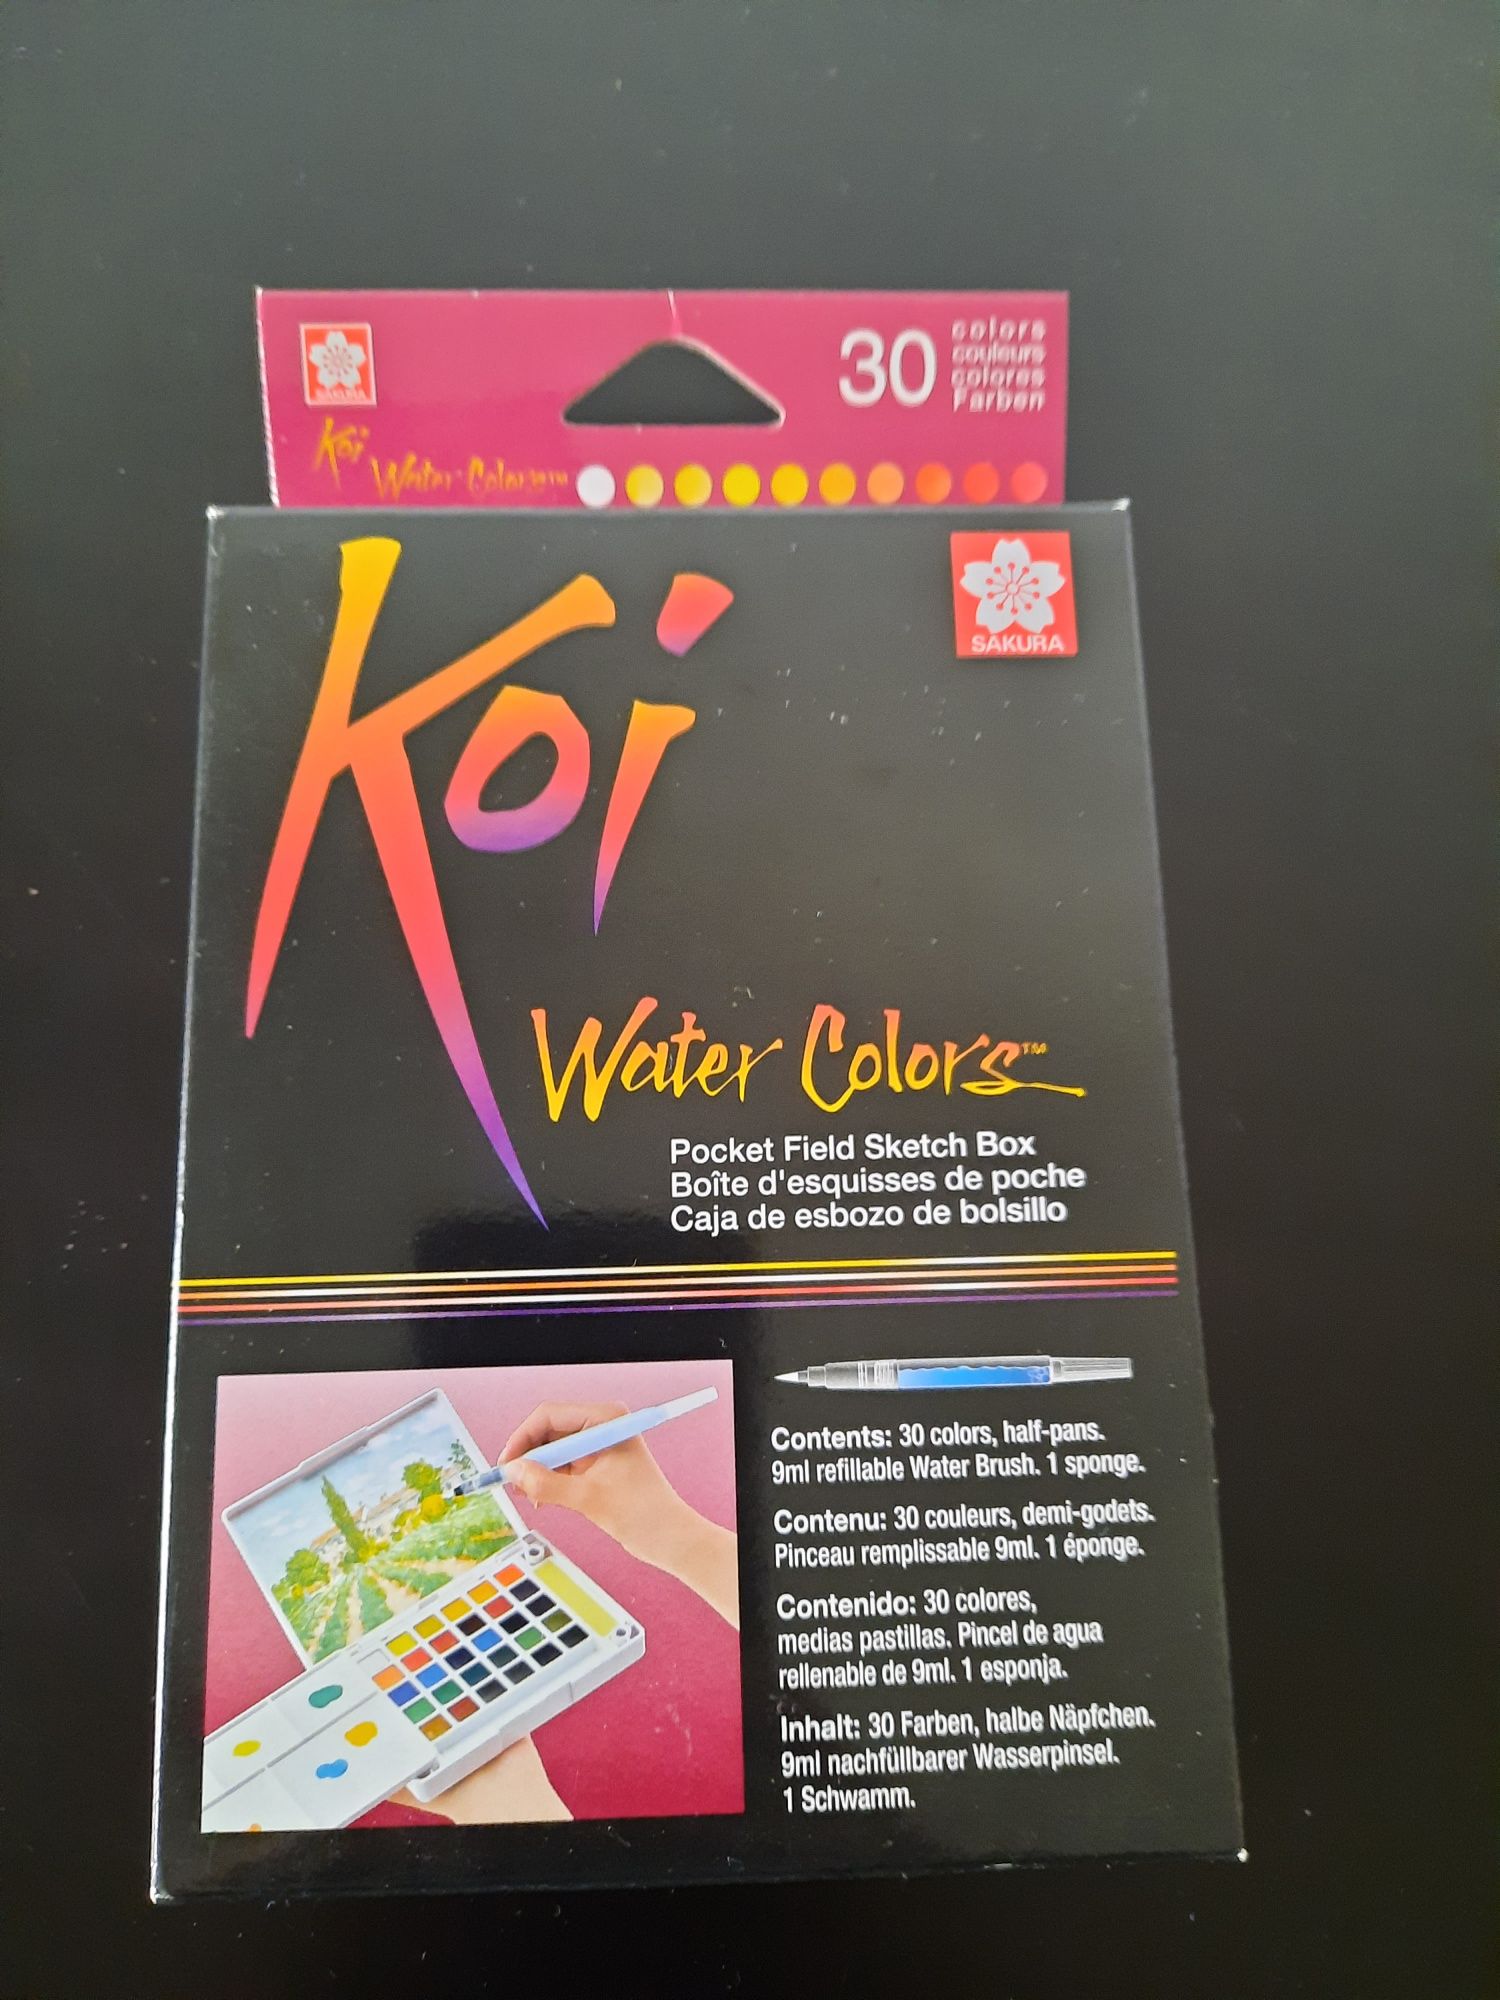 SAKURA
30
colors
couleurs
colores
Farben
Koi Water Colors™
Koi
SAKURA
Water Colors™
Pocket Field Sketch Box
Boîte d'esquisses de poche
Caja de esbozo de bolsillo
Contents: 30 colors, half-pans.
9ml refillable Water Brush. 1 sponge.
Contenu: 30 couleurs, demi-godets.
Pinceau remplissable 9ml. 1 éponge.
Contenido: 30 colores,
medias pastillas. Pincel de agua
rellenable de 9ml. 1 esponja.
Inhalt: 30 Farben, halbe Näpfchen.
9ml nachfüllbarer Wasserpinsel.
1 Schwamm.